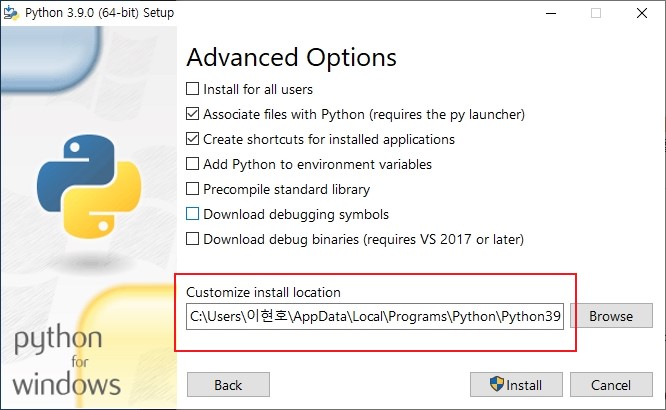 Python 3.9.0 (64-bit) Setup
Advanced Options
Install for all users
Associate files with Python (requires the py launcher)
Create shortcuts for installed applications
Add Python to environment variables
Precompile standard library
Download debugging symbols
Download debug binaries (requires VS 2017 or later)
Customize install location
C:\Users\이현호\AppData\Local\Programs\Python\Python39
Browse
python
for
windows
Back
Install
Cancel